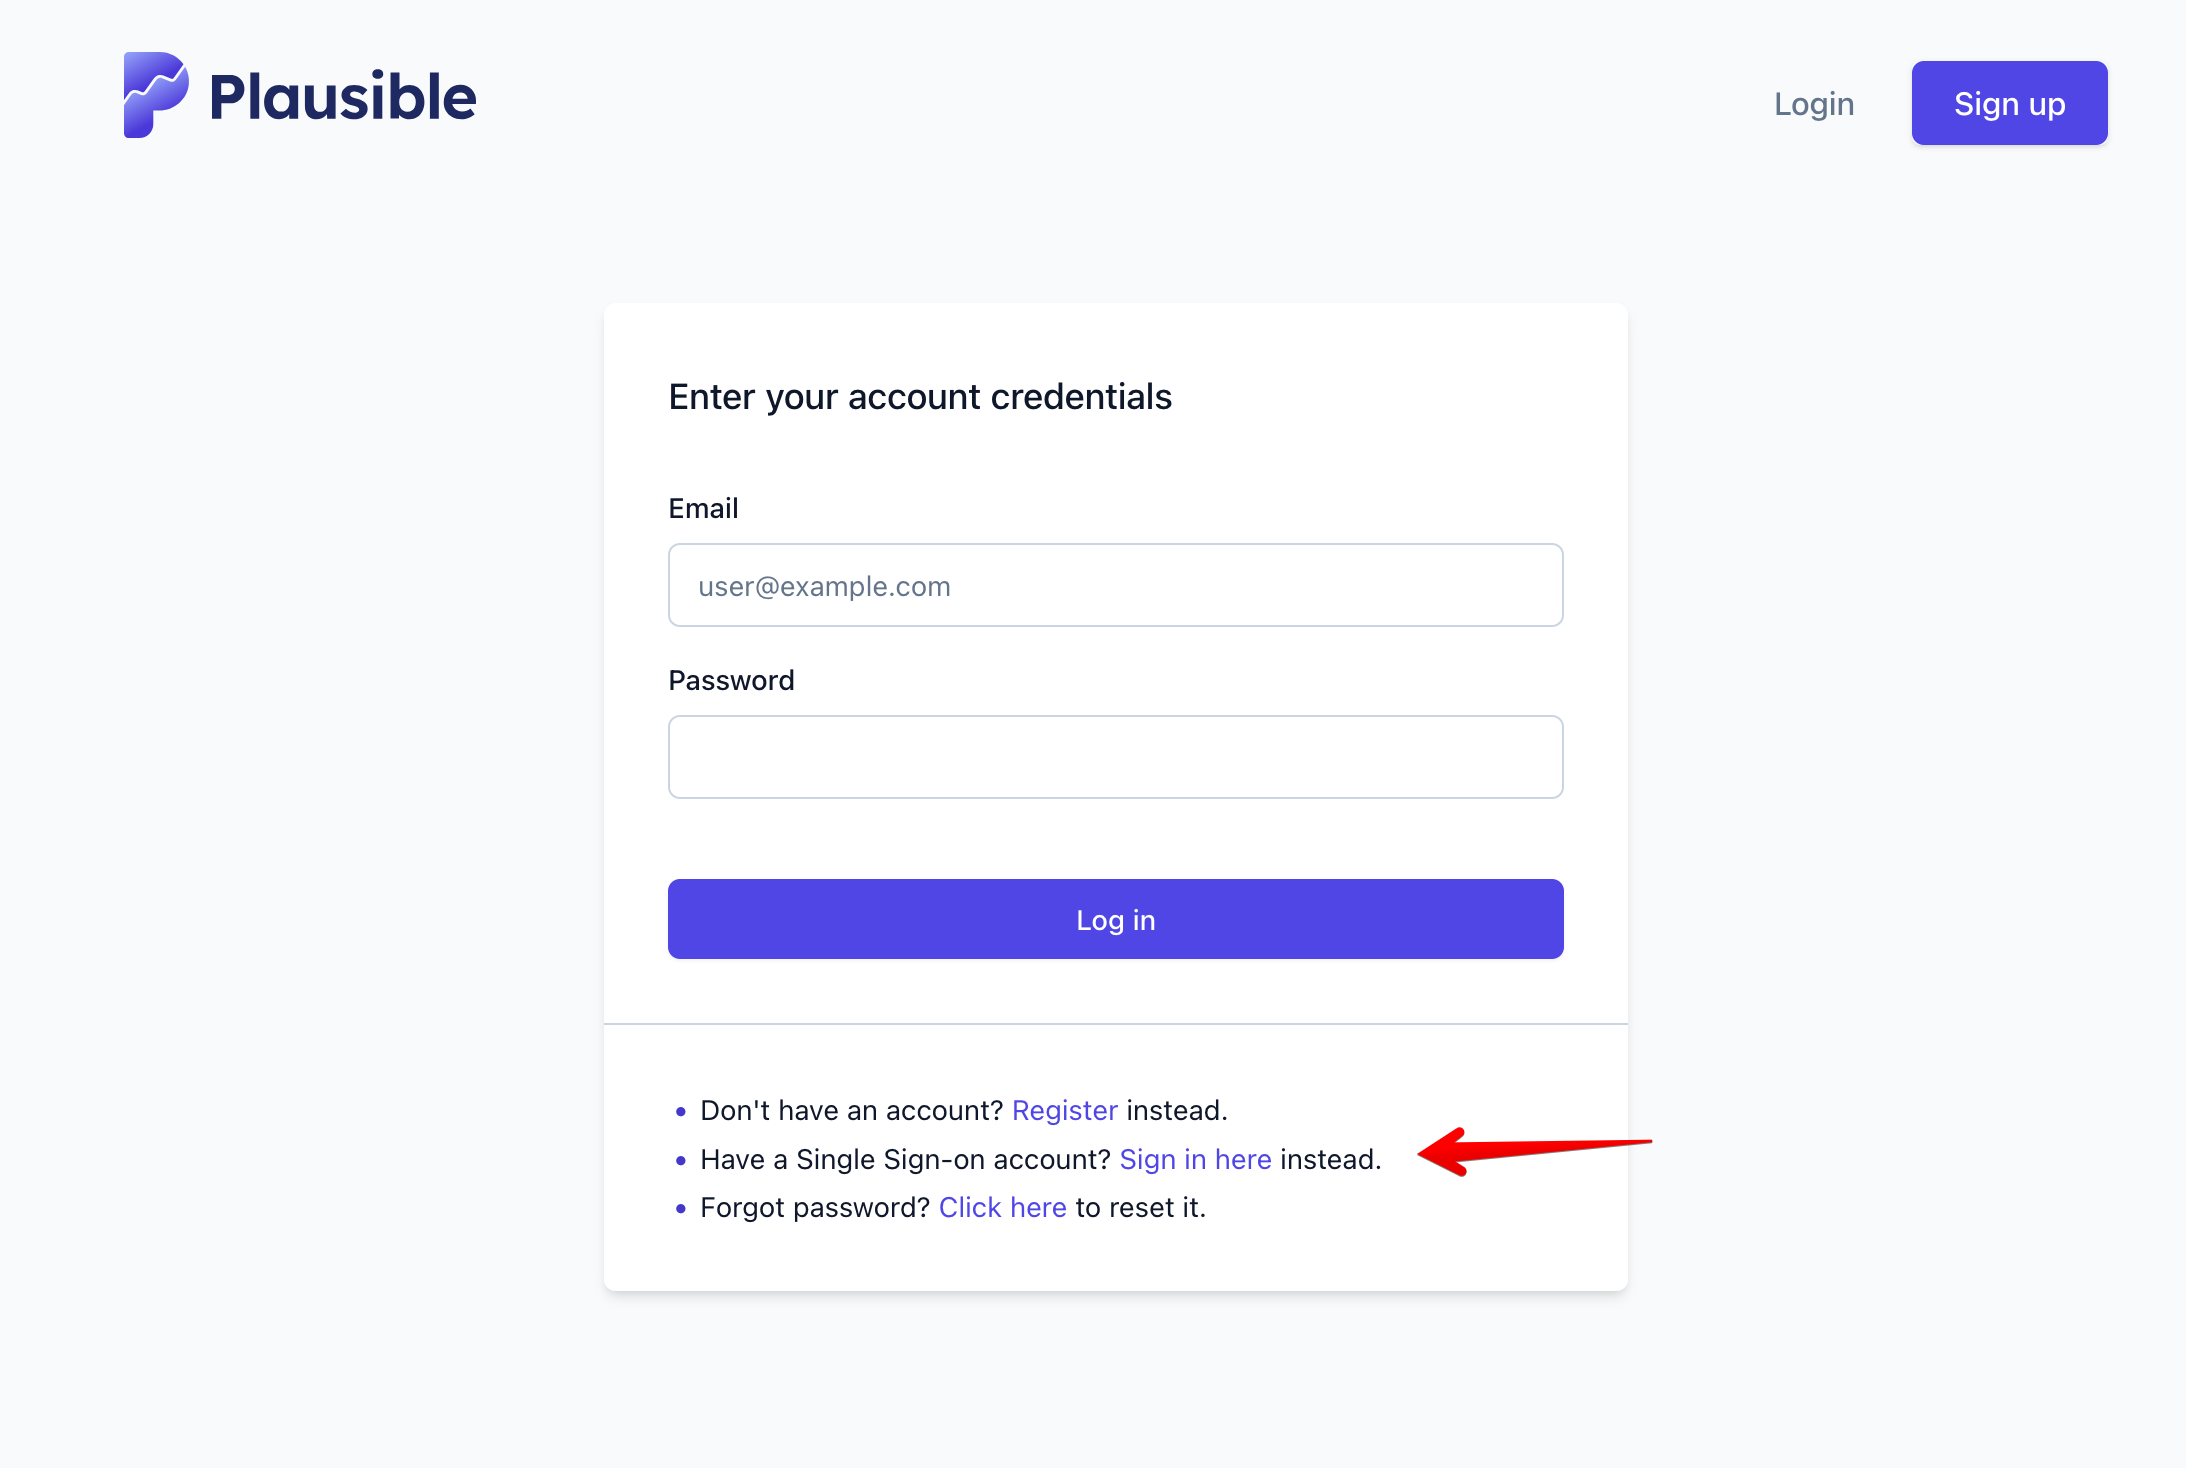 Plausible
Login
Sign up
Enter your account credentials
Email
user@example.com
Password
Log in
Don't have an account? Register instead.
Have a Single Sign-on account? Sign in here instead.
Forgot password? Click here to reset it.